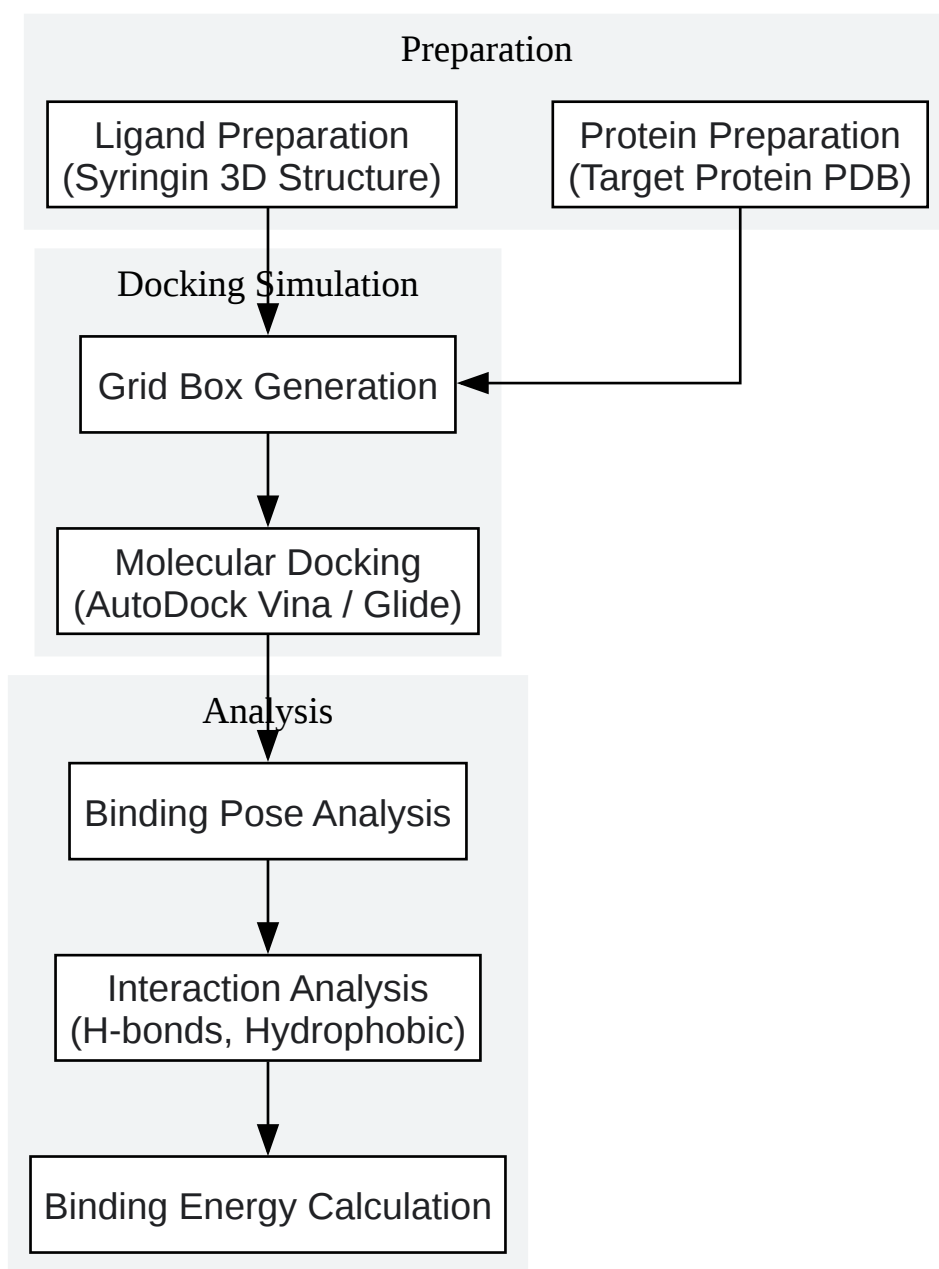 Preparation
Ligand Preparation
(Syringin 3D Structure)
Protein Preparation
(Target Protein PDB)
Docking Simulation
Grid Box Generation
Molecular Docking
(AutoDock Vina / Glide)
Analysis
Binding Pose Analysis
Interaction Analysis
(H-bonds, Hydrophobic)
Binding Energy Calculation